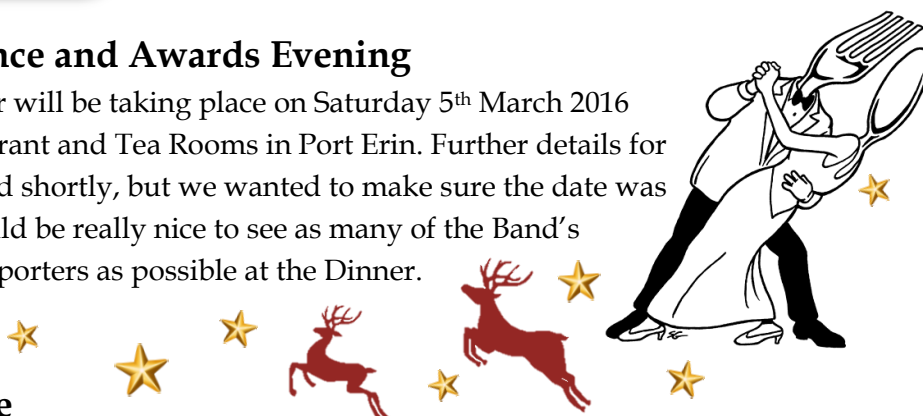 nce and Awards Evening
r will be taking place on Saturday 5th March 2016
rant and Tea Rooms in Port Erin. Further details for
d shortly, but we wanted to make sure the date was
ld be really nice to see as many of the Band’s
porters as possible at the Dinner.
e